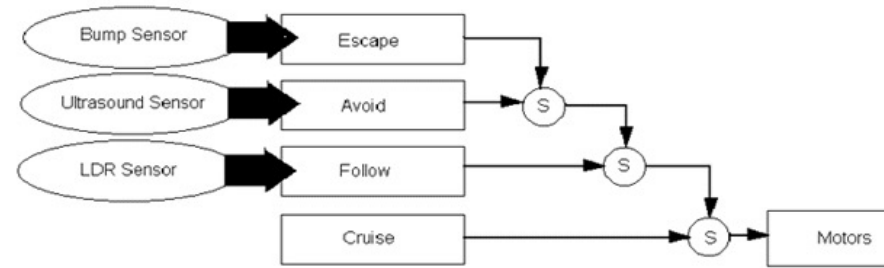 Bump Sensor
Escape
Ultrasound Sensor
Avoid
S
LDR Sensor
Follow
S
Cruise
S
Motors